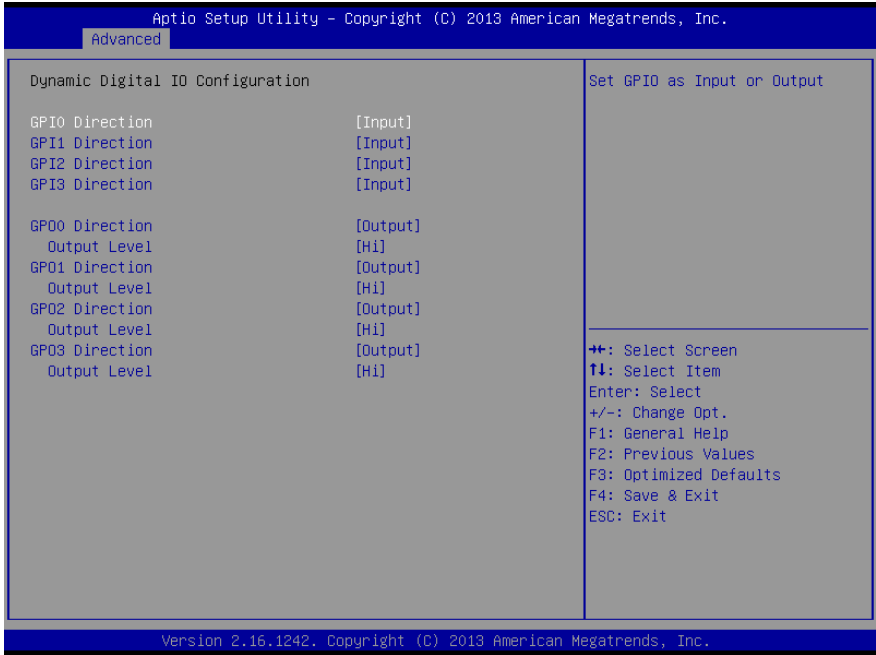 Aptio Setup Utility – Copyright (C) 2013 American Megatrends, Inc.
Advanced
Dynamic Digital IO Configuration
GPI0 Direction [Input]
GPI1 Direction [Input]
GPI2 Direction [Input]
GPI3 Direction [Input]
GPO0 Direction [Output]
Output Level [Hi]
GPO1 Direction [Output]
Output Level [Hi]
GPO2 Direction [Output]
Output Level [Hi]
GPO3 Direction [Output]
Output Level [Hi]
Set GPIO as Input or Output
→←: Select Screen
↑↓: Select Item
Enter: Select
+/-: Change Opt.
F1: General Help
F2: Previous Values
F3: Optimized Defaults
F4: Save & Exit
ESC: Exit
Version 2.16.1242. Copyright (C) 2013 American Megatrends, Inc.